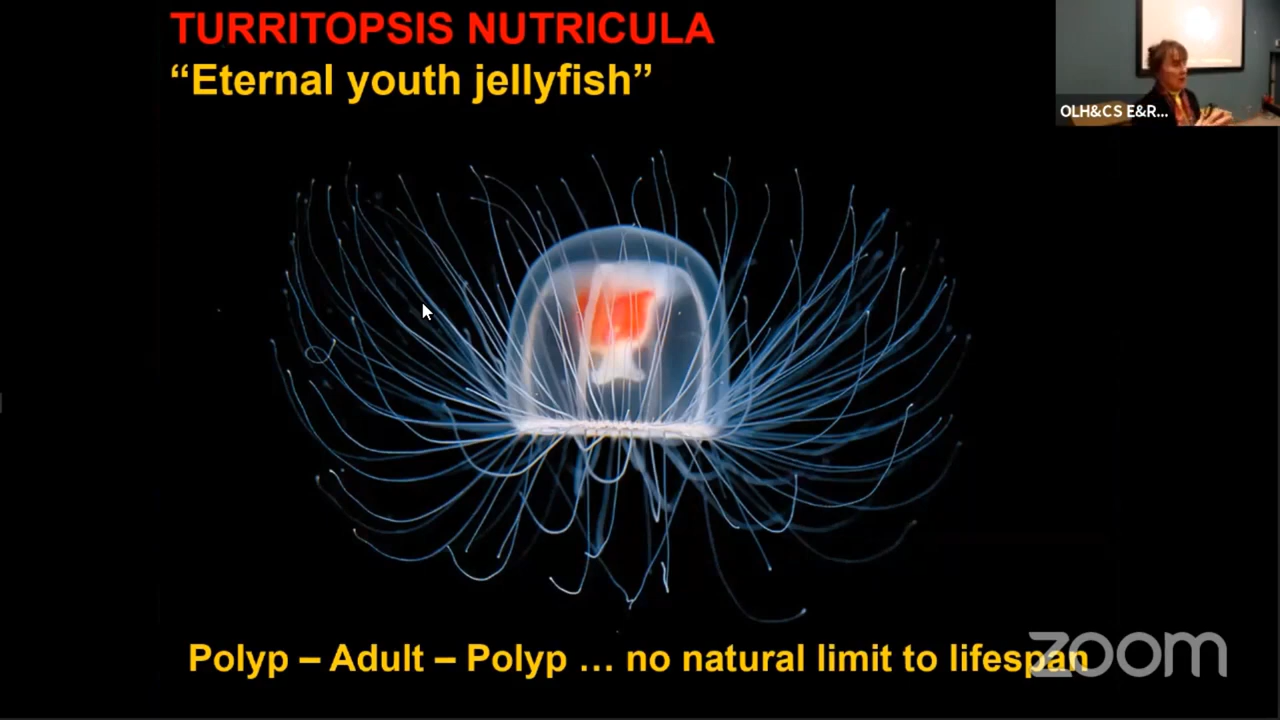 TURRITOPSIS NUTRICULA
“Eternal youth jellyfish”
OLH&CS E&R...
Polyp – Adult – Polyp … no natural limit to lifespan
zoom